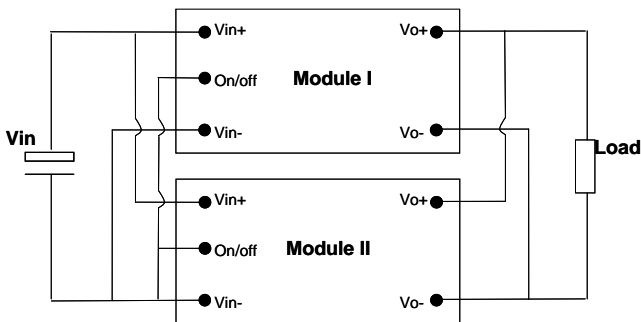 Vin+
Vo+
On/off
Module I
Vin
Vin-
Vo-
Load
Vin+
Vo+
On/off
Module II
Vin-
Vo-